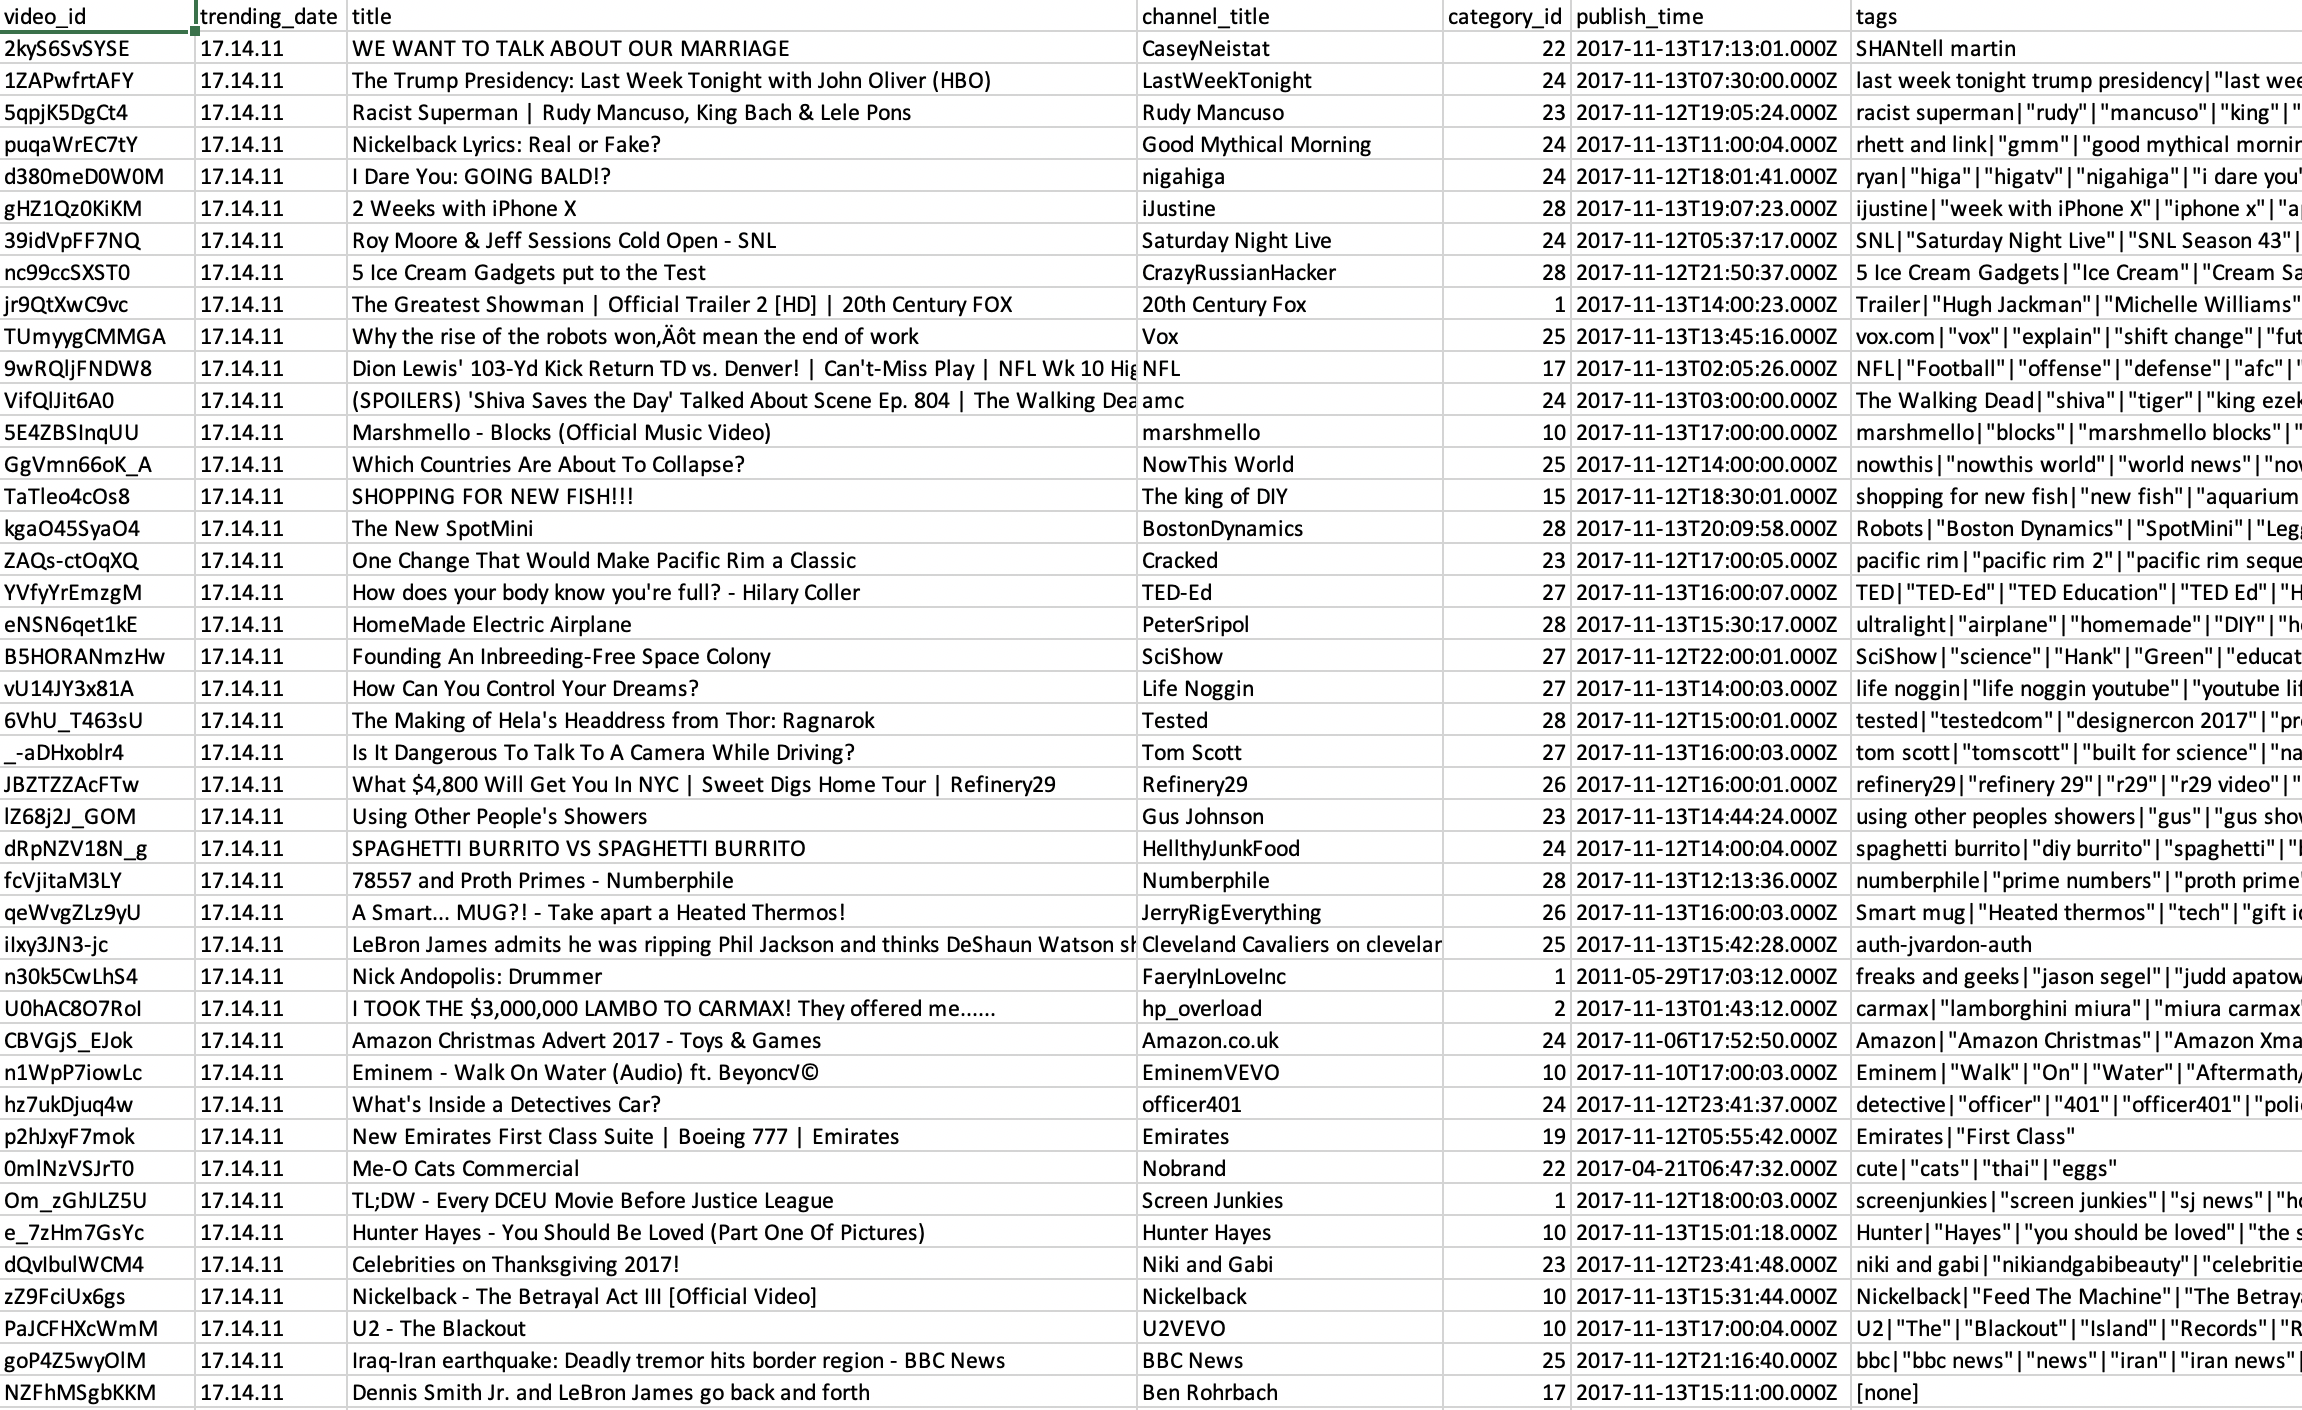 video_id trending_date title channel_title category_id publish_time tags
2kyS6SvSYSE 17.14.11 WE WANT TO TALK ABOUT OUR MARRIAGE CaseyNeistat 22 2017-11-13T17:13:01.000Z SHANtell martin
1ZAPwfrtAFY 17.14.11 The Trump Presidency: Last Week Tonight with John Oliver (HBO) LastWeekTonight 24 2017-11-13T07:30:00.000Z last week tonight trump presidency|"last wee
5qpjK5DgCt4 17.14.11 Racist Superman | Rudy Mancuso, King Bach & Lele Pons Rudy Mancuso 23 2017-11-12T19:05:24.000Z racist superman|"rudy"|"mancuso"|"king"|"
puqaWrEC7tY 17.14.11 Nickelback Lyrics: Real or Fake? Good Mythical Morning 24 2017-11-13T11:00:04.000Z rhett and link|"gmm"|"good mythical mornin
d380meD0W0M 17.14.11 I Dare You: GOING BALD!? nigahiga 24 2017-11-12T18:01:41.000Z ryan|"higa"|"higatv"|"nigahiga"|"i dare you"
gHZ1Qz0KiKM 17.14.11 2 Weeks with iPhone X iJustine 28 2017-11-13T19:07:23.000Z ijustine|"week with iPhone X"|"iphone x"|"a
39idVpFF7NQ 17.14.11 Roy Moore & Jeff Sessions Cold Open - SNL Saturday Night Live 24 2017-11-12T05:37:17.000Z SNL|"Saturday Night Live"|"SNL Season 43"|
nc99ccSXST0 17.14.11 5 Ice Cream Gadgets put to the Test CrazyRussianHacker 28 2017-11-12T21:50:37.000Z 5 Ice Cream Gadgets|"Ice Cream"|"Cream Sa
jr9QtXwC9vc 17.14.11 The Greatest Showman | Official Trailer 2 [HD] | 20th Century FOX 20th Century Fox 1 2017-11-13T14:00:23.000Z Trailer|"Hugh Jackman"|"Michelle Williams"
TUmyygCMMGA 17.14.11 Why the rise of the robots won‚Äôt mean the end of work Vox 25 2017-11-13T13:45:16.000Z vox.com|"vox"|"explain"|"shift change"|"fut
9wRQljFNDW8 17.14.11 Dion Lewis' 103-Yd Kick Return TD vs. Denver! | Can't-Miss Play | NFL Wk 10 Hig NFL 17 2017-11-13T02:05:26.000Z NFL|"Football"|"offense"|"defense"|"afc"|"
VifQlJit6A0 17.14.11 (SPOILERS) 'Shiva Saves the Day' Talked About Scene Ep. 804 | The Walking Dea amc 24 2017-11-13T03:00:00.000Z The Walking Dead|"shiva"|"tiger"|"king ezek
5E4ZBSInqUU 17.14.11 Marshmello - Blocks (Official Music Video) marshmello 10 2017-11-13T17:00:00.000Z marshmello|"blocks"|"marshmello blocks"|"
GgVmn66oK_A 17.14.11 Which Countries Are About To Collapse? NowThis World 25 2017-11-12T14:00:00.000Z nowthis|"nowthis world"|"world news"|"nov
TaTleo4cOs8 17.14.11 SHOPPING FOR NEW FISH!!! The king of DIY 15 2017-11-12T18:30:01.000Z shopping for new fish|"new fish"|"aquarium
kgaO45SyaO4 17.14.11 The New SpotMini BostonDynamics 28 2017-11-13T20:09:58.000Z Robots|"Boston Dynamics"|"SpotMini"|"Legg
ZAQs-ctOqXQ 17.14.11 One Change That Would Make Pacific Rim a Classic Cracked 23 2017-11-12T17:00:05.000Z pacific rim|"pacific rim 2"|"pacific rim seque
YVfyYrEmzgM 17.14.11 How does your body know you're full? - Hilary Coller TED-Ed 27 2017-11-13T16:00:07.000Z TED|"TED-Ed"|"TED Education"|"TED Ed"|"H
eNSN6qet1kE 17.14.11 HomeMade Electric Airplane PeterSripol 28 2017-11-13T15:30:17.000Z ultralight|"airplane"|"homemade"|"DIY"|"h
B5HORANmzHw 17.14.11 Founding An Inbreeding-Free Space Colony SciShow 27 2017-11-12T22:00:01.000Z SciShow|"science"|"Hank"|"Green"|"educat
vU14JY3x81A 17.14.11 How Can You Control Your Dreams? Life Noggin 27 2017-11-13T14:00:03.000Z life noggin|"life noggin youtube"|"youtube lif
6VhU_T463sU 17.14.11 The Making of Hela's Headdress from Thor: Ragnarok Tested 28 2017-11-12T15:00:01.000Z tested|"testedcom"|"designercon 2017"|"pr
_-aDHxoblr4 17.14.11 Is It Dangerous To Talk To A Camera While Driving? Tom Scott 27 2017-11-13T16:00:03.000Z tom scott|"tomscott"|"built for science"|"na
JBZTZZAcFTw 17.14.11 What $4,800 Will Get You In NYC | Sweet Digs Home Tour | Refinery29 Refinery29 26 2017-11-12T16:00:01.000Z refinery29|"refinery 29"|"r29"|"r29 video"|"
lZ68j2J_GOM 17.14.11 Using Other People's Showers Gus Johnson 23 2017-11-13T14:44:24.000Z using other peoples showers|"gus"|"gus shov
dRpNZV18N_g 17.14.11 SPAGHETTI BURRITO VS SPAGHETTI BURRITO HellthyJunkFood 24 2017-11-12T14:00:04.000Z spaghetti burrito|"diy burrito"|"spaghetti"|"b
fcVjitaM3LY 17.14.11 78557 and Proth Primes - Numberphile Numberphile 28 2017-11-13T12:13:36.000Z numberphile|"prime numbers"|"proth prime"
qeWvgZLz9yU 17.14.11 A Smart... MUG?! - Take apart a Heated Thermos! JerryRigEverything 26 2017-11-13T16:00:03.000Z Smart mug|"Heated thermos"|"tech"|"gift ic
iIxy3JN3-jc 17.14.11 LeBron James admits he was ripping Phil Jackson and thinks DeShaun Watson sh Cleveland Cavaliers on clevelan 25 2017-11-13T15:42:28.000Z auth-jvardon-auth
n30k5CwLhS4 17.14.11 Nick Andopolis: Drummer FaeryInLoveInc 1 2011-05-29T17:03:12.000Z freaks and geeks|"jason segel"|"judd apatow
U0hAC8O7RoI 17.14.11 I TOOK THE $3,000,000 LAMBO TO CARMAX! They offered me...... hp_overload 2 2017-11-13T01:43:12.000Z carmax|"lamborghini miura"|"miura carmax"
CBVGjS_EJok 17.14.11 Amazon Christmas Advert 2017 - Toys & Games Amazon.co.uk 24 2017-11-06T17:52:50.000Z Amazon|"Amazon Christmas"|"Amazon Xma
n1WpP7iowLc 17.14.11 Eminem - Walk On Water (Audio) ft. Beyonc√© EminemVEVO 10 2017-11-10T17:00:03.000Z Eminem|"Walk"|"On"|"Water"|"Aftermath/
hz7ukDjuq4w 17.14.11 What's Inside a Detectives Car? officer401 24 2017-11-12T23:41:37.000Z detective|"officer"|"401"|"officer401"|"poli
p2hJxyF7mok 17.14.11 New Emirates First Class Suite | Boeing 777 | Emirates Emirates 19 2017-11-12T05:55:42.000Z Emirates|"First Class"
0mlNzVSJrT0 17.14.11 Me-O Cats Commercial Nobrand 22 2017-04-21T06:47:32.000Z cute|"cats"|"thai"|"eggs"
Om_zGhJLZ5U 17.14.11 TL;DW - Every DCEU Movie Before Justice League Screen Junkies 1 2017-11-12T18:00:03.000Z screenjunkies|"screen junkies"|"sj news"|"ho
e_7zHm7GsYc 17.14.11 Hunter Hayes - You Should Be Loved (Part One Of Pictures) Hunter Hayes 10 2017-11-13T15:01:18.000Z Hunter|"Hayes"|"you should be loved"|"the s
dQvIbulWCM4 17.14.11 Celebrities on Thanksgiving 2017! Niki and Gabi 23 2017-11-12T23:41:48.000Z niki and gabi|"nikiandgabibeauty"|"celebritie
zZ9FciUx6gs 17.14.11 Nickelback - The Betrayal Act III [Official Video] Nickelback 10 2017-11-13T15:31:44.000Z Nickelback|"Feed The Machine"|"The Betray
PaJCFHXcWmM 17.14.11 U2 - The Blackout U2VEVO 10 2017-11-13T17:00:04.000Z U2|"The"|"Blackout"|"Island"|"Records"|"R
goP4Z5wyOlM 17.14.11 Iraq-Iran earthquake: Deadly tremor hits border region - BBC News BBC News 25 2017-11-12T21:16:40.000Z bbc|"bbc news"|"news"|"iran"|"iran news"|
NZFhMSgbKKM 17.14.11 Dennis Smith Jr. and LeBron James go back and forth Ben Rohrbach 17 2017-11-13T15:11:00.000Z [none]